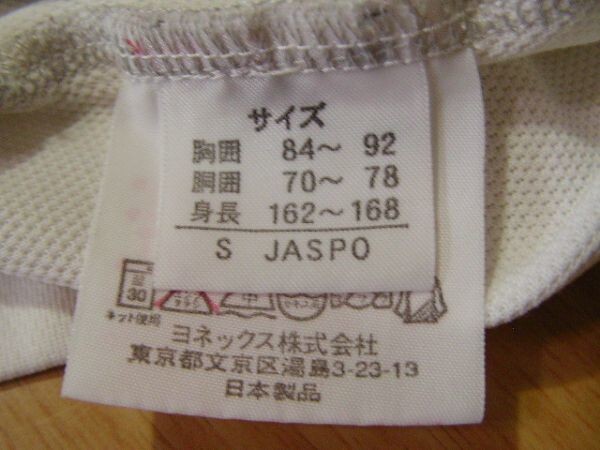 サイズ
胸囲 84～ 92
胴囲 70～ 78
身長 162～168
S JASPO
30
ネット使用
ヨネックス株式会社
東京都文京区湯島3-23-13
日本製品